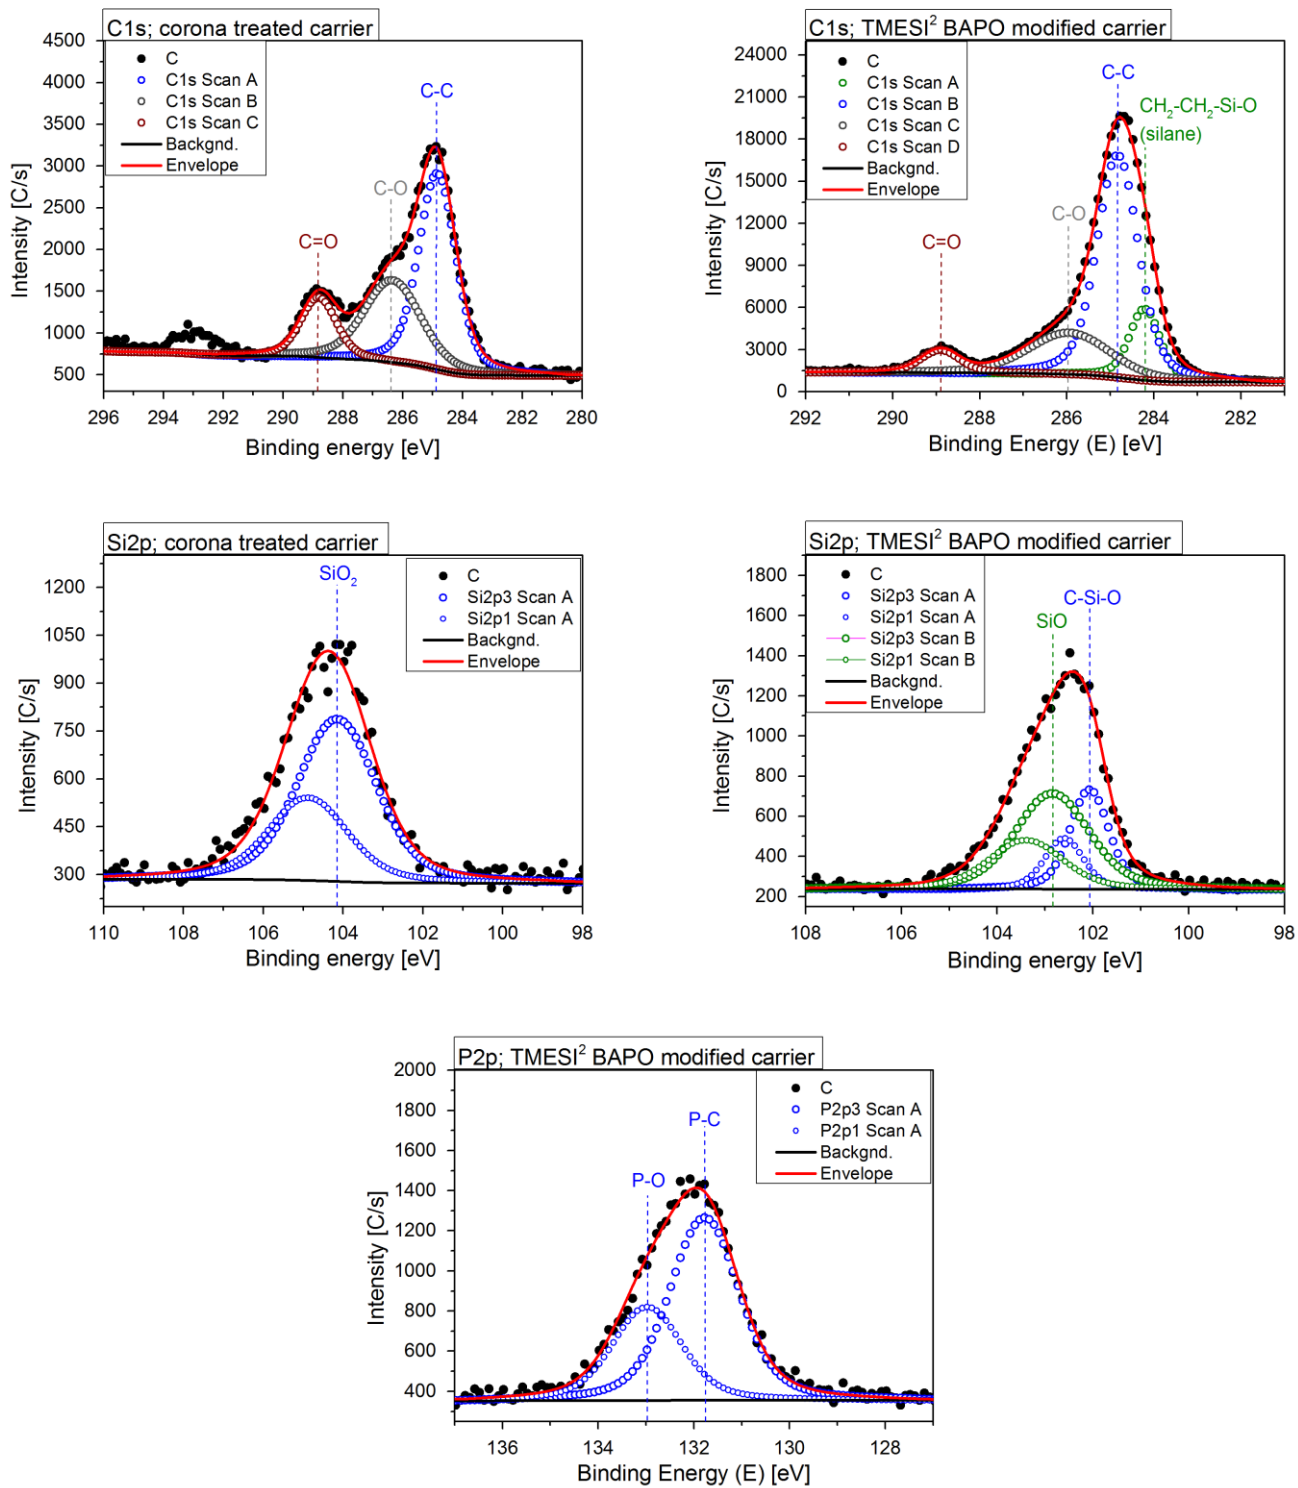 C1s; corona treated carrier
C
C1s Scan A
C1s Scan B
C1s Scan C
Backgnd.
Envelope
C-C
C-O
C=O
4500
4000
3500
3000
2500
2000
1500
1000
500
Intensity [C/s]
296 294 292 290 288 286 284 282 280
Binding energy [eV]
C1s; TMESI² BAPO modified carrier
C
C1s Scan A
C1s Scan B
C1s Scan C
C1s Scan D
Backgnd.
Envelope
C-C
CH₂-CH₂-Si-O
(silane)
C-O
C=O
24000
21000
18000
15000
12000
9000
6000
3000
0
Intensity [C/s]
292 290 288 286 284 282
Binding Energy (E) [eV]
Si2p; corona treated carrier
SiO₂
C
Si2p3 Scan A
Si2p1 Scan A
Backgnd.
Envelope
1200
1050
900
750
600
450
300
Intensity [C/s]
110 108 106 104 102 100 98
Binding energy [eV]
Si2p; TMESI² BAPO modified carrier
C
Si2p3 Scan A
Si2p1 Scan A
Si2p3 Scan B
Si2p1 Scan B
Backgnd.
Envelope
C-Si-O
SiO
1800
1600
1400
1200
1000
800
600
400
200
Intensity [C/s]
108 106 104 102 100 98
Binding energy [eV]
P2p; TMESI² BAPO modified carrier
C
P2p3 Scan A
P2p1 Scan A
Backgnd.
Envelope
P-C
P-O
2000
1800
1600
1400
1200
1000
800
600
400
Intensity [C/s]
136 134 132 130 128
Binding Energy (E) [eV]